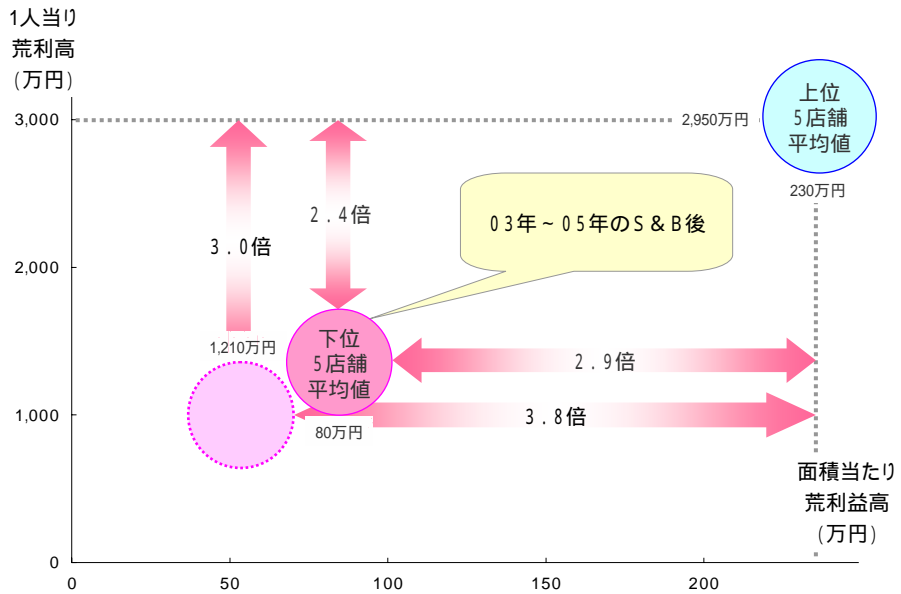 1人当り
荒利高
(万円)
3,000
2,950万円
上位
5店舗
平均値
230万円
2.4倍
3.0倍
03年~05年のS&B後
2,000
1,210万円
下位
5店舗
平均値
2.9倍
3.8倍
1,000
80万円
面積当たり
荒利益高
(万円)
0
0
50
100
150
200